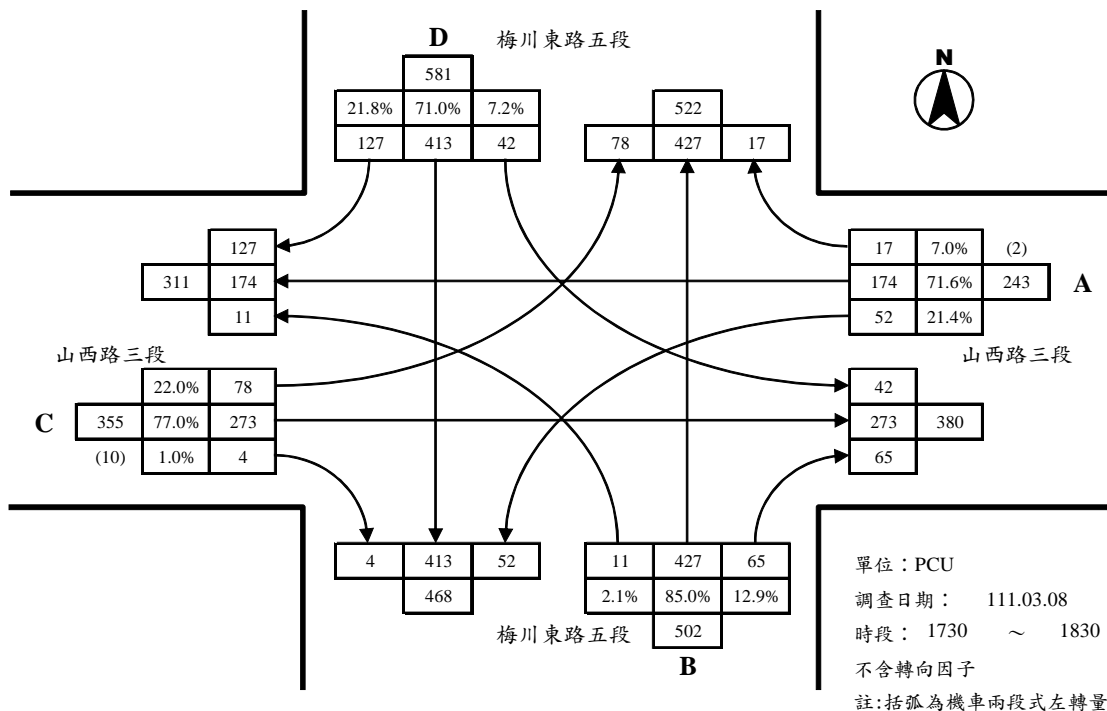 D 梅川東路五段
581
21.8% 71.0% 7.2%
127 413 42
522
78 427 17
N
127
311 174
11
17 7.0% (2)
174 71.6% 243 A
52 21.4%
山西路三段
22.0% 78
C 355 77.0% 273
(10) 1.0% 4
山西路三段
42
273 380
65
4 413 52
468
11 427 65
2.1% 85.0% 12.9%
梅川東路五段 502
B
單位：PCU
調查日期： 111.03.08
時段： 1730 ～ 1830
不含轉向因子
註:括弧為機車兩段式左轉量